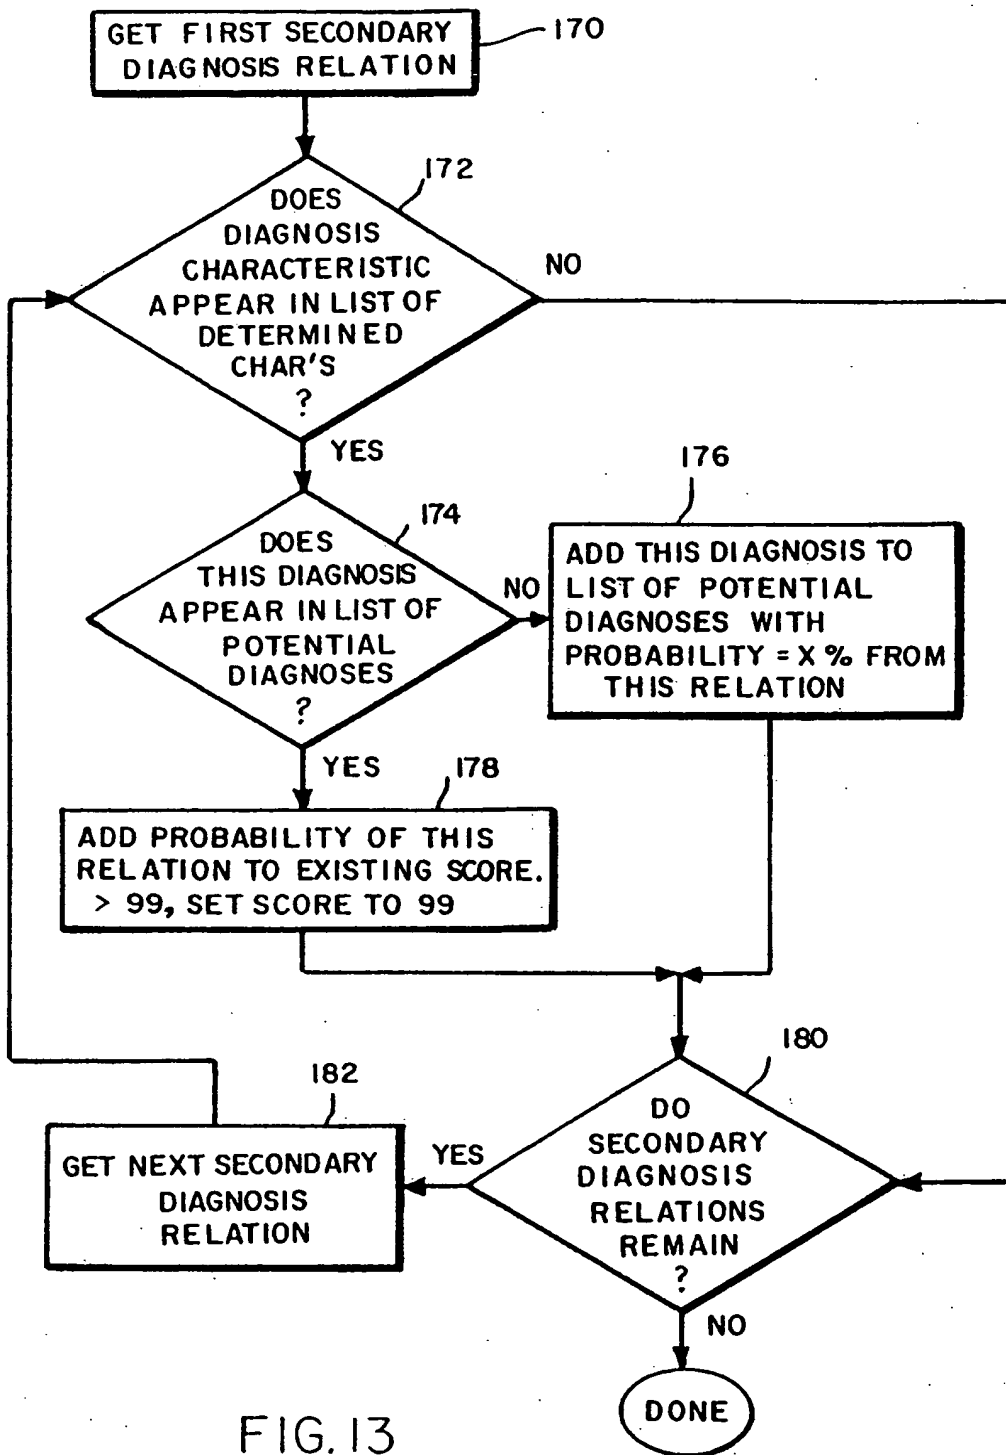 GET FIRST SECONDARY
DIAGNOSIS RELATION
170
172
DOES
DIAGNOSIS
CHARACTERISTIC
APPEAR IN LIST OF
DETERMINED
CHAR'S
?
NO
YES
174
DOES
THIS DIAGNOSIS
APPEAR IN LIST OF
POTENTIAL
DIAGNOSES
?
NO
YES
176
ADD THIS DIAGNOSIS TO
LIST OF POTENTIAL
DIAGNOSES WITH
PROBABILITY = X % FROM
THIS RELATION
178
ADD PROBABILITY OF THIS
RELATION TO EXISTING SCORE.
> 99, SET SCORE TO 99
180
DO
SECONDARY
DIAGNOSIS
RELATIONS
REMAIN
?
YES
NO
182
GET NEXT SECONDARY
DIAGNOSIS
RELATION
DONE
FIG. 13